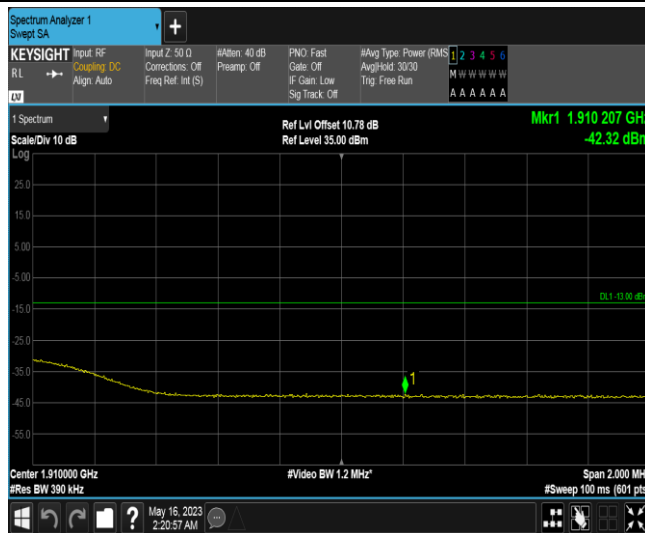 Spectrum Analyzer 1
Swept SA
+
KEYSIGHT
RL
LXI
Input: RF
Coupling: DC
Align: Auto
Input Z: 50 Ω
Corrections: Off
Freq Ref: Int (S)
#Atten: 40 dB
Preamp: Off
PNO: Fast
Gate: Off
IF Gain: Low
Sig Track: Off
#Avg Type: Power (RMS
Avg|Hold: 30/30
Trig: Free Run
1 2 3 4 5 6
M W W W W W
A A A A A A
1 Spectrum
Scale/Div 10 dB
Ref Lvl Offset 10.78 dB
Ref Level 35.00 dBm
Mkr1 1.910 207 GHz
-42.32 dBm
Log
25.0
15.0
5.00
-5.00
-15.0
-25.0
-35.0
-45.0
-55.0
DL1 -13.00 dBm
1
Center 1.910000 GHz
#Res BW 390 kHz
#Video BW 1.2 MHz*
Span 2.000 MH
#Sweep 100 ms (601 pts
?
May 16, 2023
2:20:57 AM